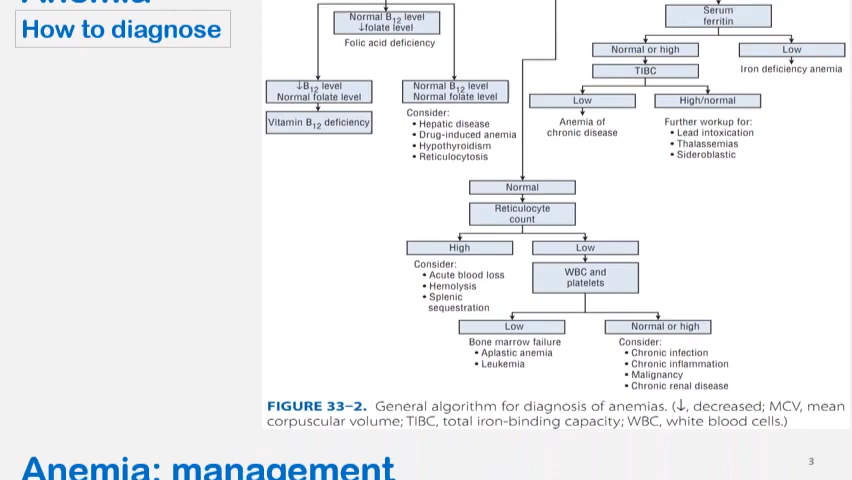 Anemia
How to diagnose
Normal B12 level
↓folate level
Folic acid deficiency
↓B12 level
Normal folate level
Vitamin B12 deficiency
Normal B12 level
Normal folate level
Consider:
• Hepatic disease
• Drug-induced anemia
• Hypothyroidism
• Reticulocytosis
Serum
ferritin
Normal or high
Low
TIBC
Iron deficiency anemia
Low
High/normal
Anemia of
chronic disease
Further workup for:
• Lead intoxication
• Thalassemias
• Sideroblastic
Normal
Reticulocyte
count
High
Low
Consider:
• Acute blood loss
• Hemolysis
• Splenic
sequestration
WBC and
platelets
Low
Normal or high
Bone marrow failure
• Aplastic anemia
• Leukemia
Consider:
• Chronic infection
• Chronic inflammation
• Malignancy
• Chronic renal disease
FIGURE 33–2. General algorithm for diagnosis of anemias. (↓, decreased; MCV, mean
corpuscular volume; TIBC, total iron-binding capacity; WBC, white blood cells.)
3
Anemia: management